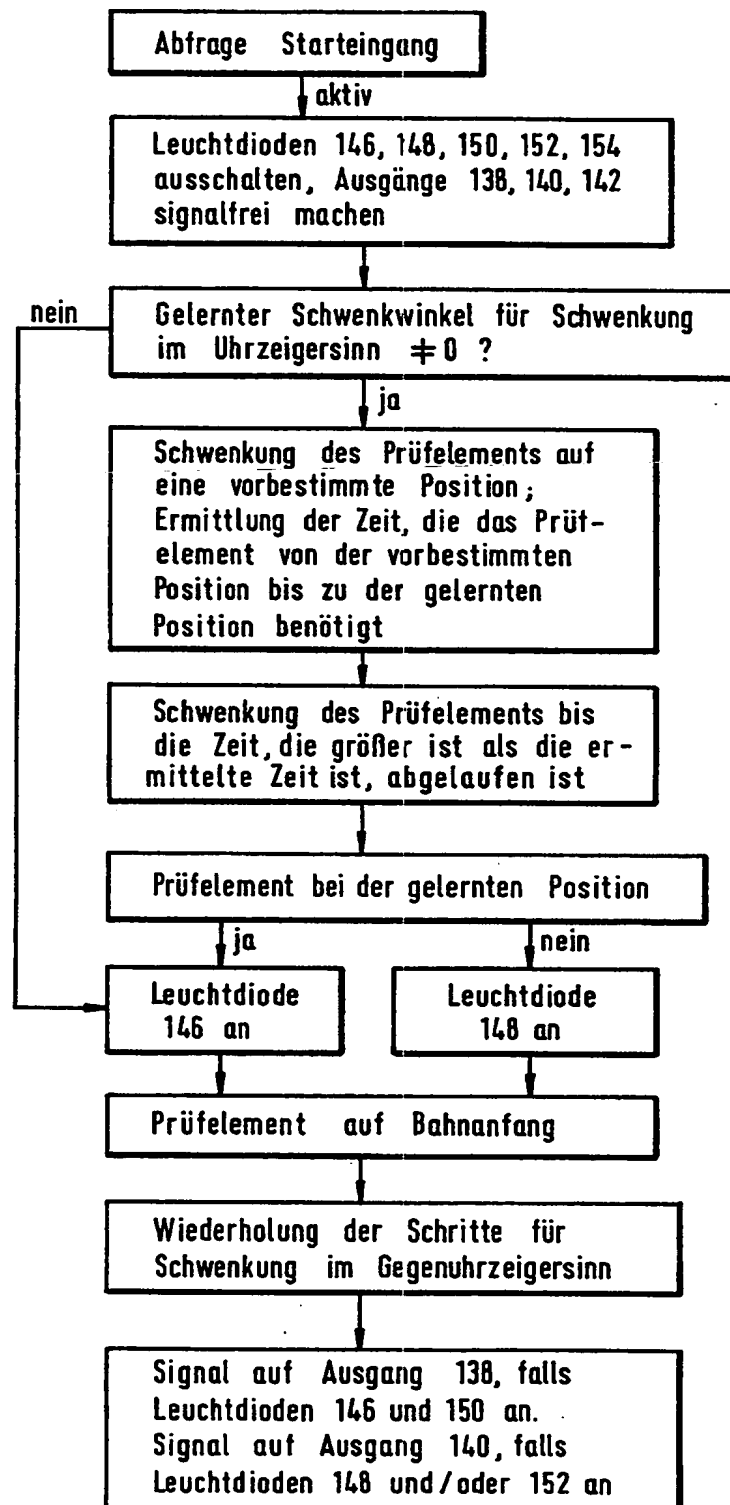 Abfrage Starteingang
aktiv
Leuchtdioden 146, 148, 150, 152, 154
ausschalten, Ausgänge 138, 140, 142
signalfrei machen
nein
Gelernter Schwenkwinkel für Schwenkung
im Uhrzeigersinn ≠ 0 ?
ja
Schwenkung des Prüfelements auf
eine vorbestimmte Position;
Ermittlung der Zeit, die das Prüf-
element von der vorbestimmten
Position bis zu der gelernten
Position benötigt
Schwenkung des Prüfelements bis
die Zeit, die größer ist als die er-
mittelte Zeit ist, abgelaufen ist
Prüfelement bei der gelernten Position
ja
nein
Leuchtdiode
146 an
Leuchtdiode
148 an
Prüfelement auf Bahnanfang
Wiederholung der Schritte für
Schwenkung im Gegenuhrzeigersinn
Signal auf Ausgang 138, falls
Leuchtdioden 146 und 150 an.
Signal auf Ausgang 140, falls
Leuchtdioden 148 und/oder 152 an